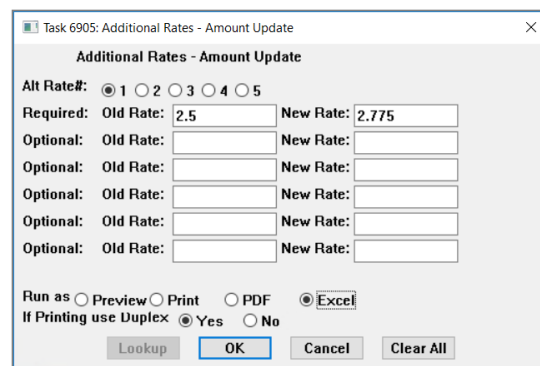 Task 6905: Additional Rates - Amount Update
Additional Rates - Amount Update
Alt Rate#: 1 2 3 4 5
Required: Old Rate: 2.5 New Rate: 2.775
Optional: Old Rate: New Rate:
Optional: Old Rate: New Rate:
Optional: Old Rate: New Rate:
Optional: Old Rate: New Rate:
Optional: Old Rate: New Rate:
Run as Preview Print PDF Excel
If Printing use Duplex Yes No
Lookup OK Cancel Clear All